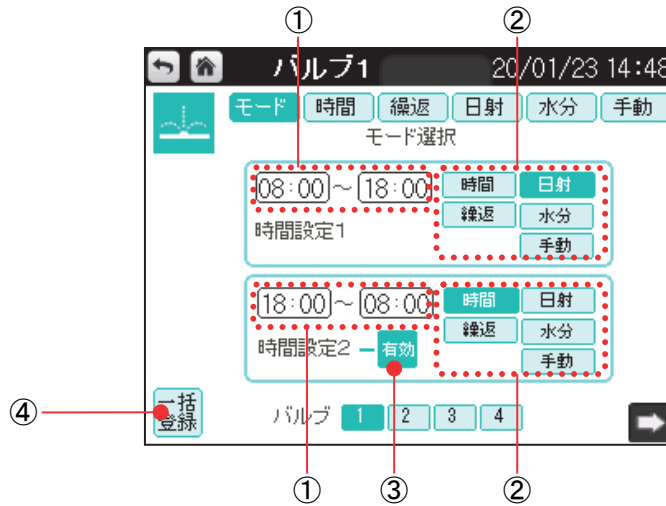 ① ②
バルブ1 20/01/23 14:48
モード 時間 繰返 日射 水分 手動
モード選択
08:00～18:00 時間 日射
時間設定1 繰返 水分
手動
18:00～08:00 時間 日射
時間設定2 － 有効 繰返 水分
手動
④ 一括
登録 バルブ 1 2 3 4
① ③ ②